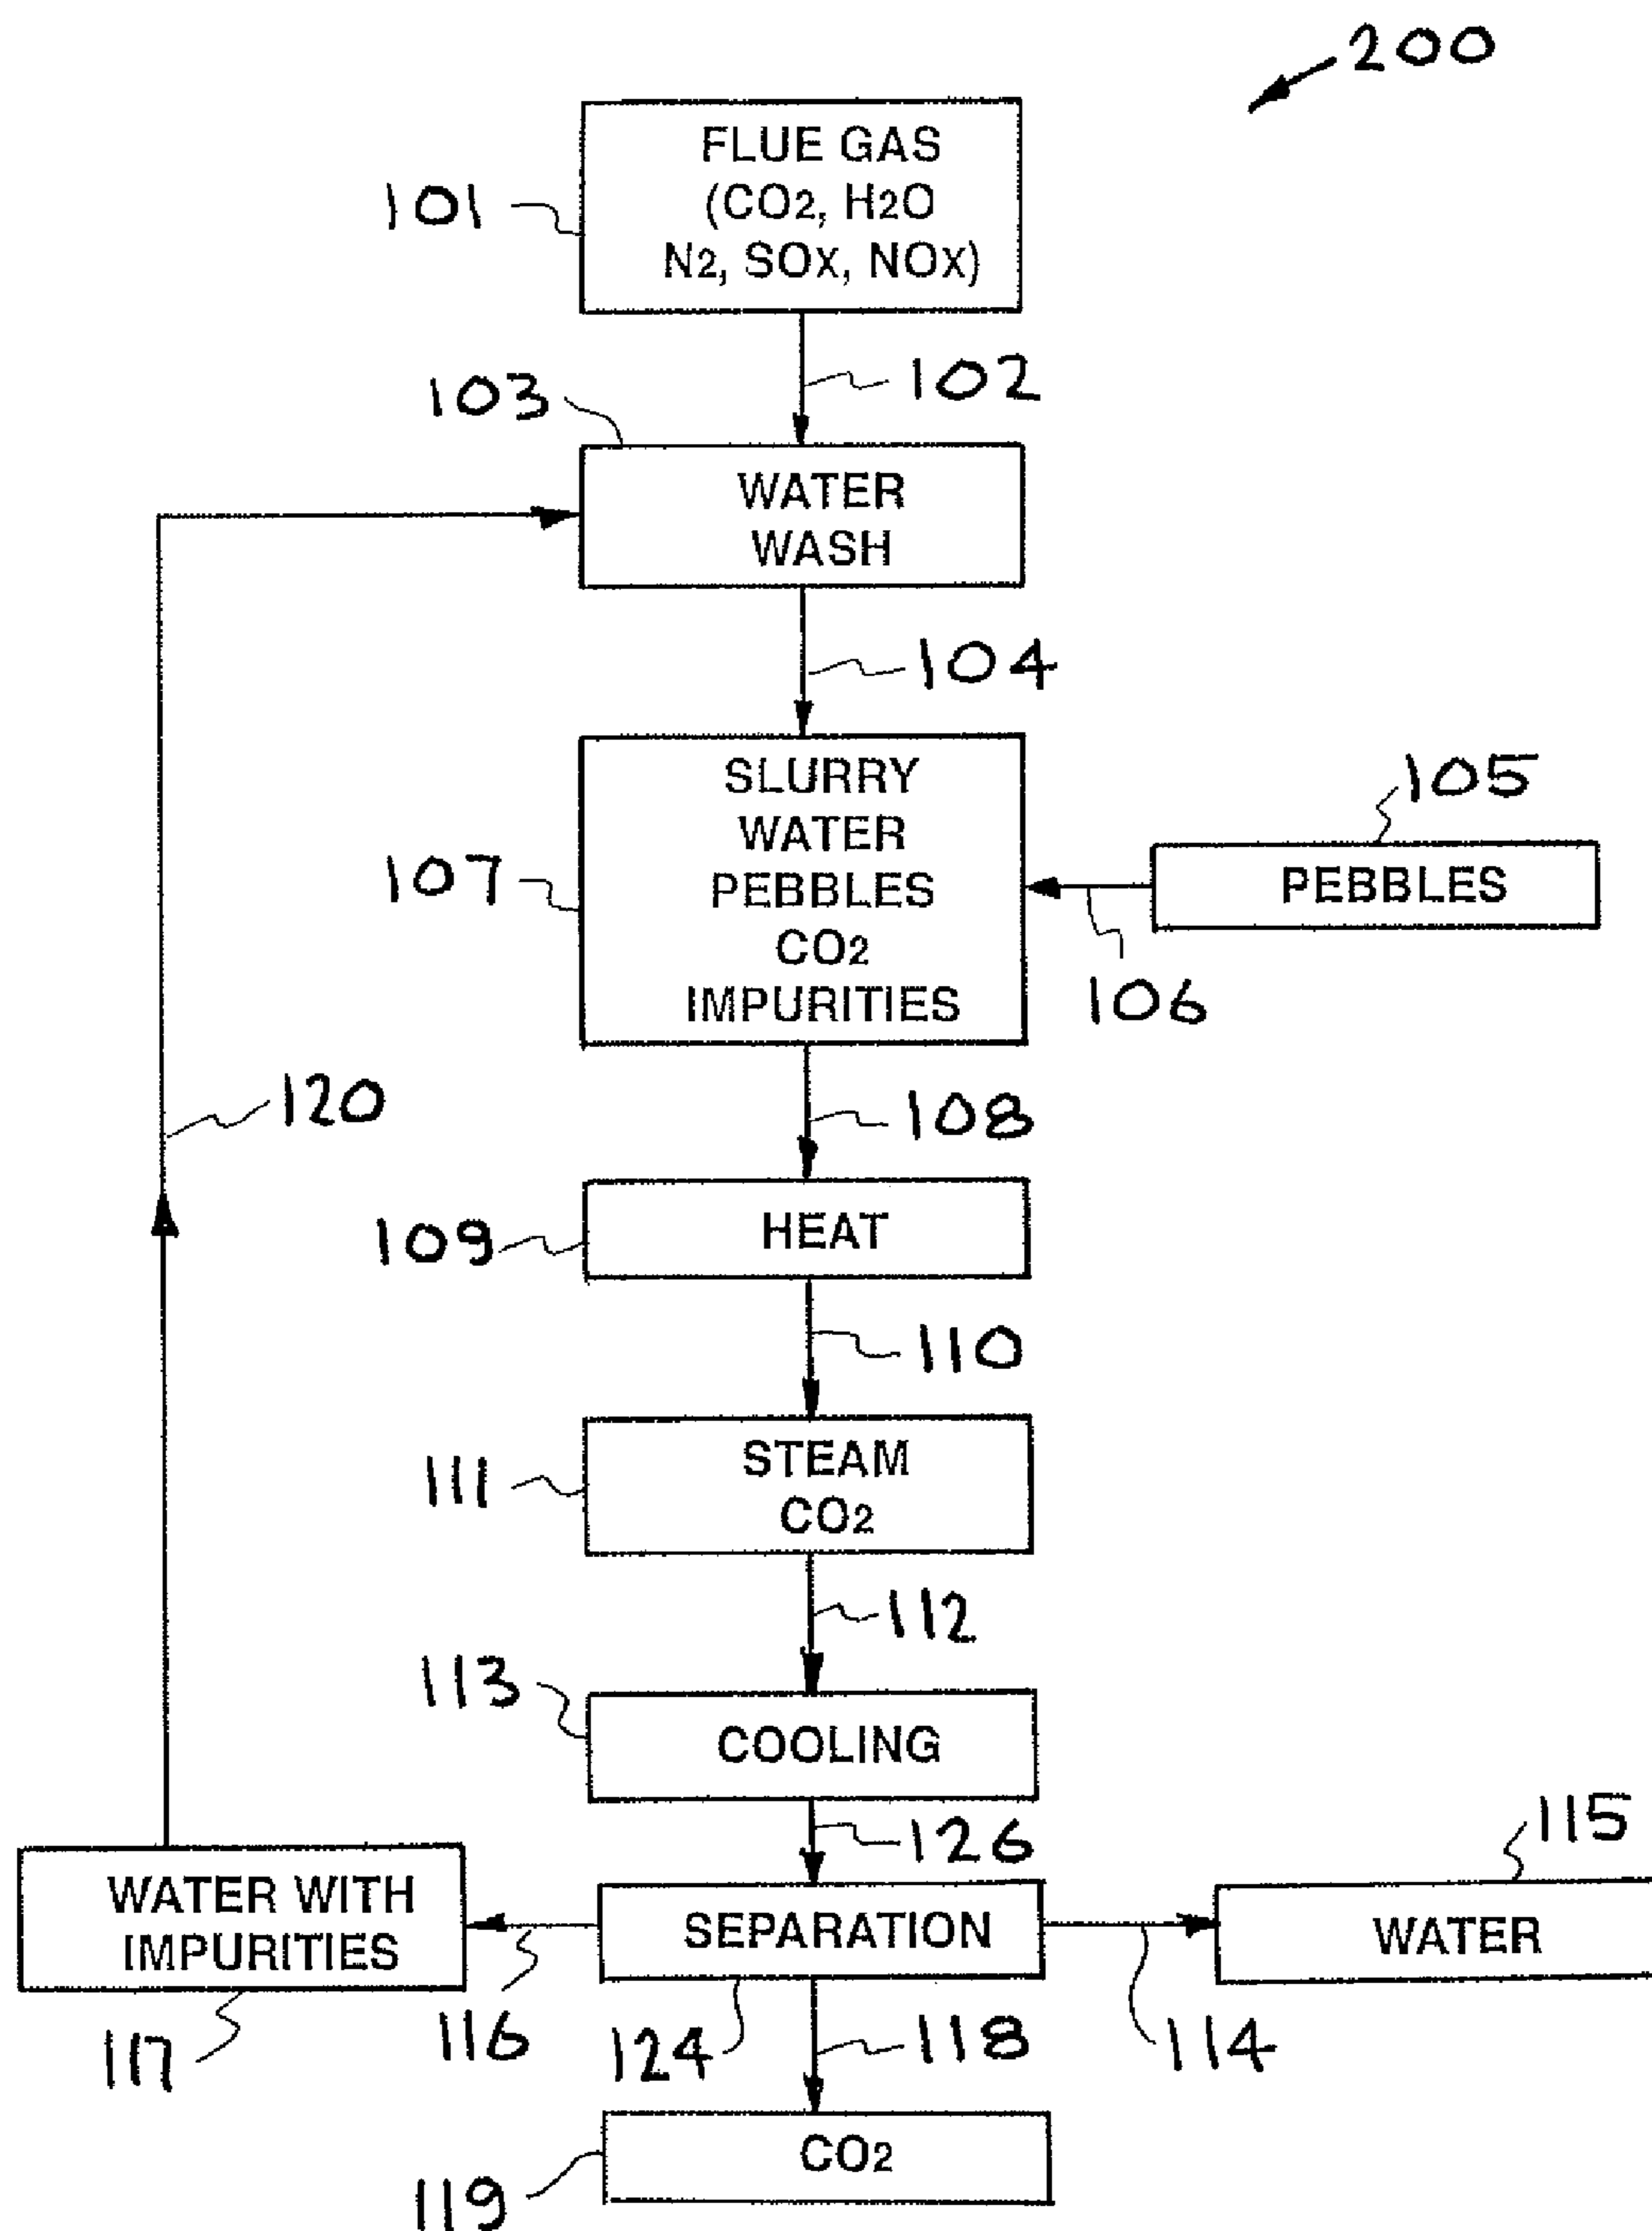 200
FLUE GAS
(CO2, H2O
N2, SOX, NOX)
101
102
103
WATER
WASH
104
SLURRY
WATER
PEBBLES
CO2
IMPURITIES
107
105
PEBBLES
106
120
108
HEAT
109
110
STEAM
CO2
111
112
113
COOLING
126
115
WATER WITH
IMPURITIES
SEPARATION
WATER
117
116
124
118
114
CO2
119